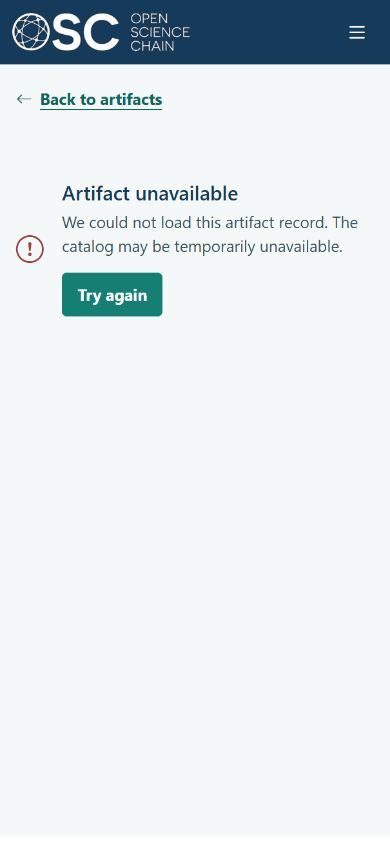 OSC OPEN
SCIENCE
CHAIN
← Back to artifacts
Artifact unavailable
We could not load this artifact record. The
catalog may be temporarily unavailable.
Try again